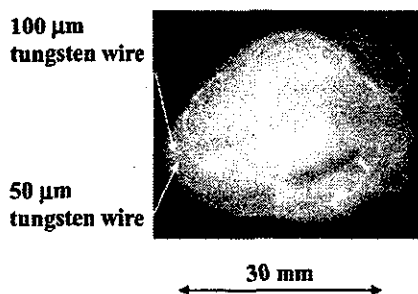 100 μm
tungsten wire
50 μm
tungsten wire
30 mm